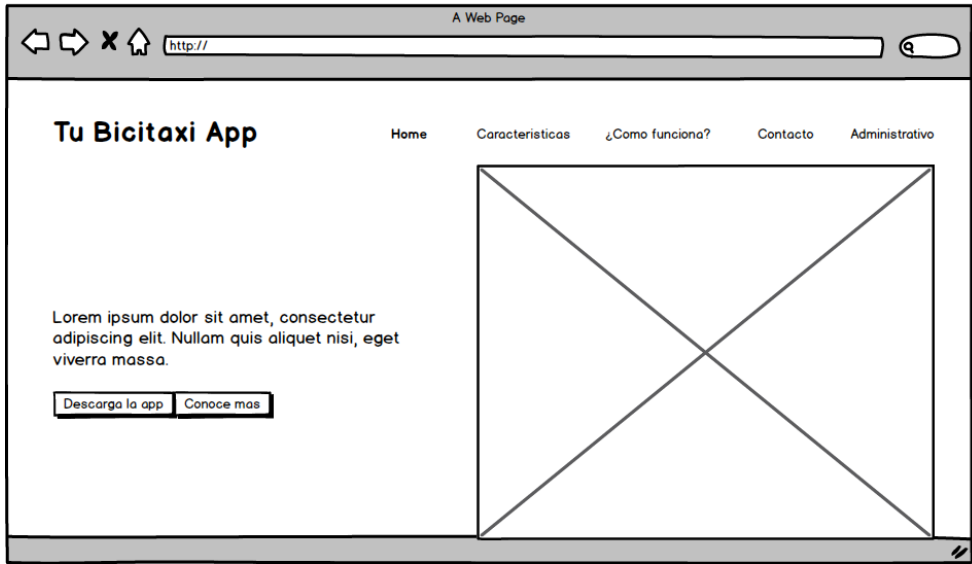 A Web Page
http://
Tu Bicitaxi App
Home
Caracteristicas
¿Como funciona?
Contacto
Administrativo
Lorem ipsum dolor sit amet, consectetur
adipiscing elit. Nullam quis aliquet nisi, eget
viverra massa.
Descarga la app
Conoce mas